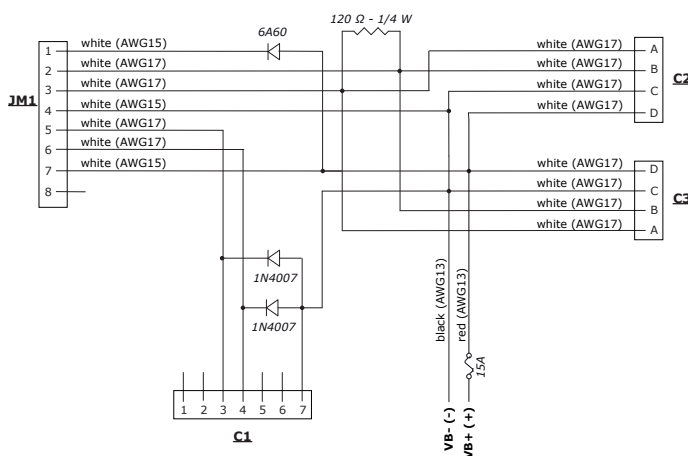 120 Ω - 1/4 W
6A60
JM1
1 white (AWG15)
2 white (AWG17)
3 white (AWG17)
4 white (AWG15)
5 white (AWG17)
6 white (AWG17)
7 white (AWG15)
8
white (AWG17) A
white (AWG17) B
white (AWG17) C
white (AWG17) D
C2
white (AWG17) D
white (AWG17) C
white (AWG17) B
white (AWG17) A
C3
1N4007
1N4007
black (AWG13)
red (AWG13)
15A
VB- (-)
VB+ (+)
1 2 3 4 5 6 7
C1